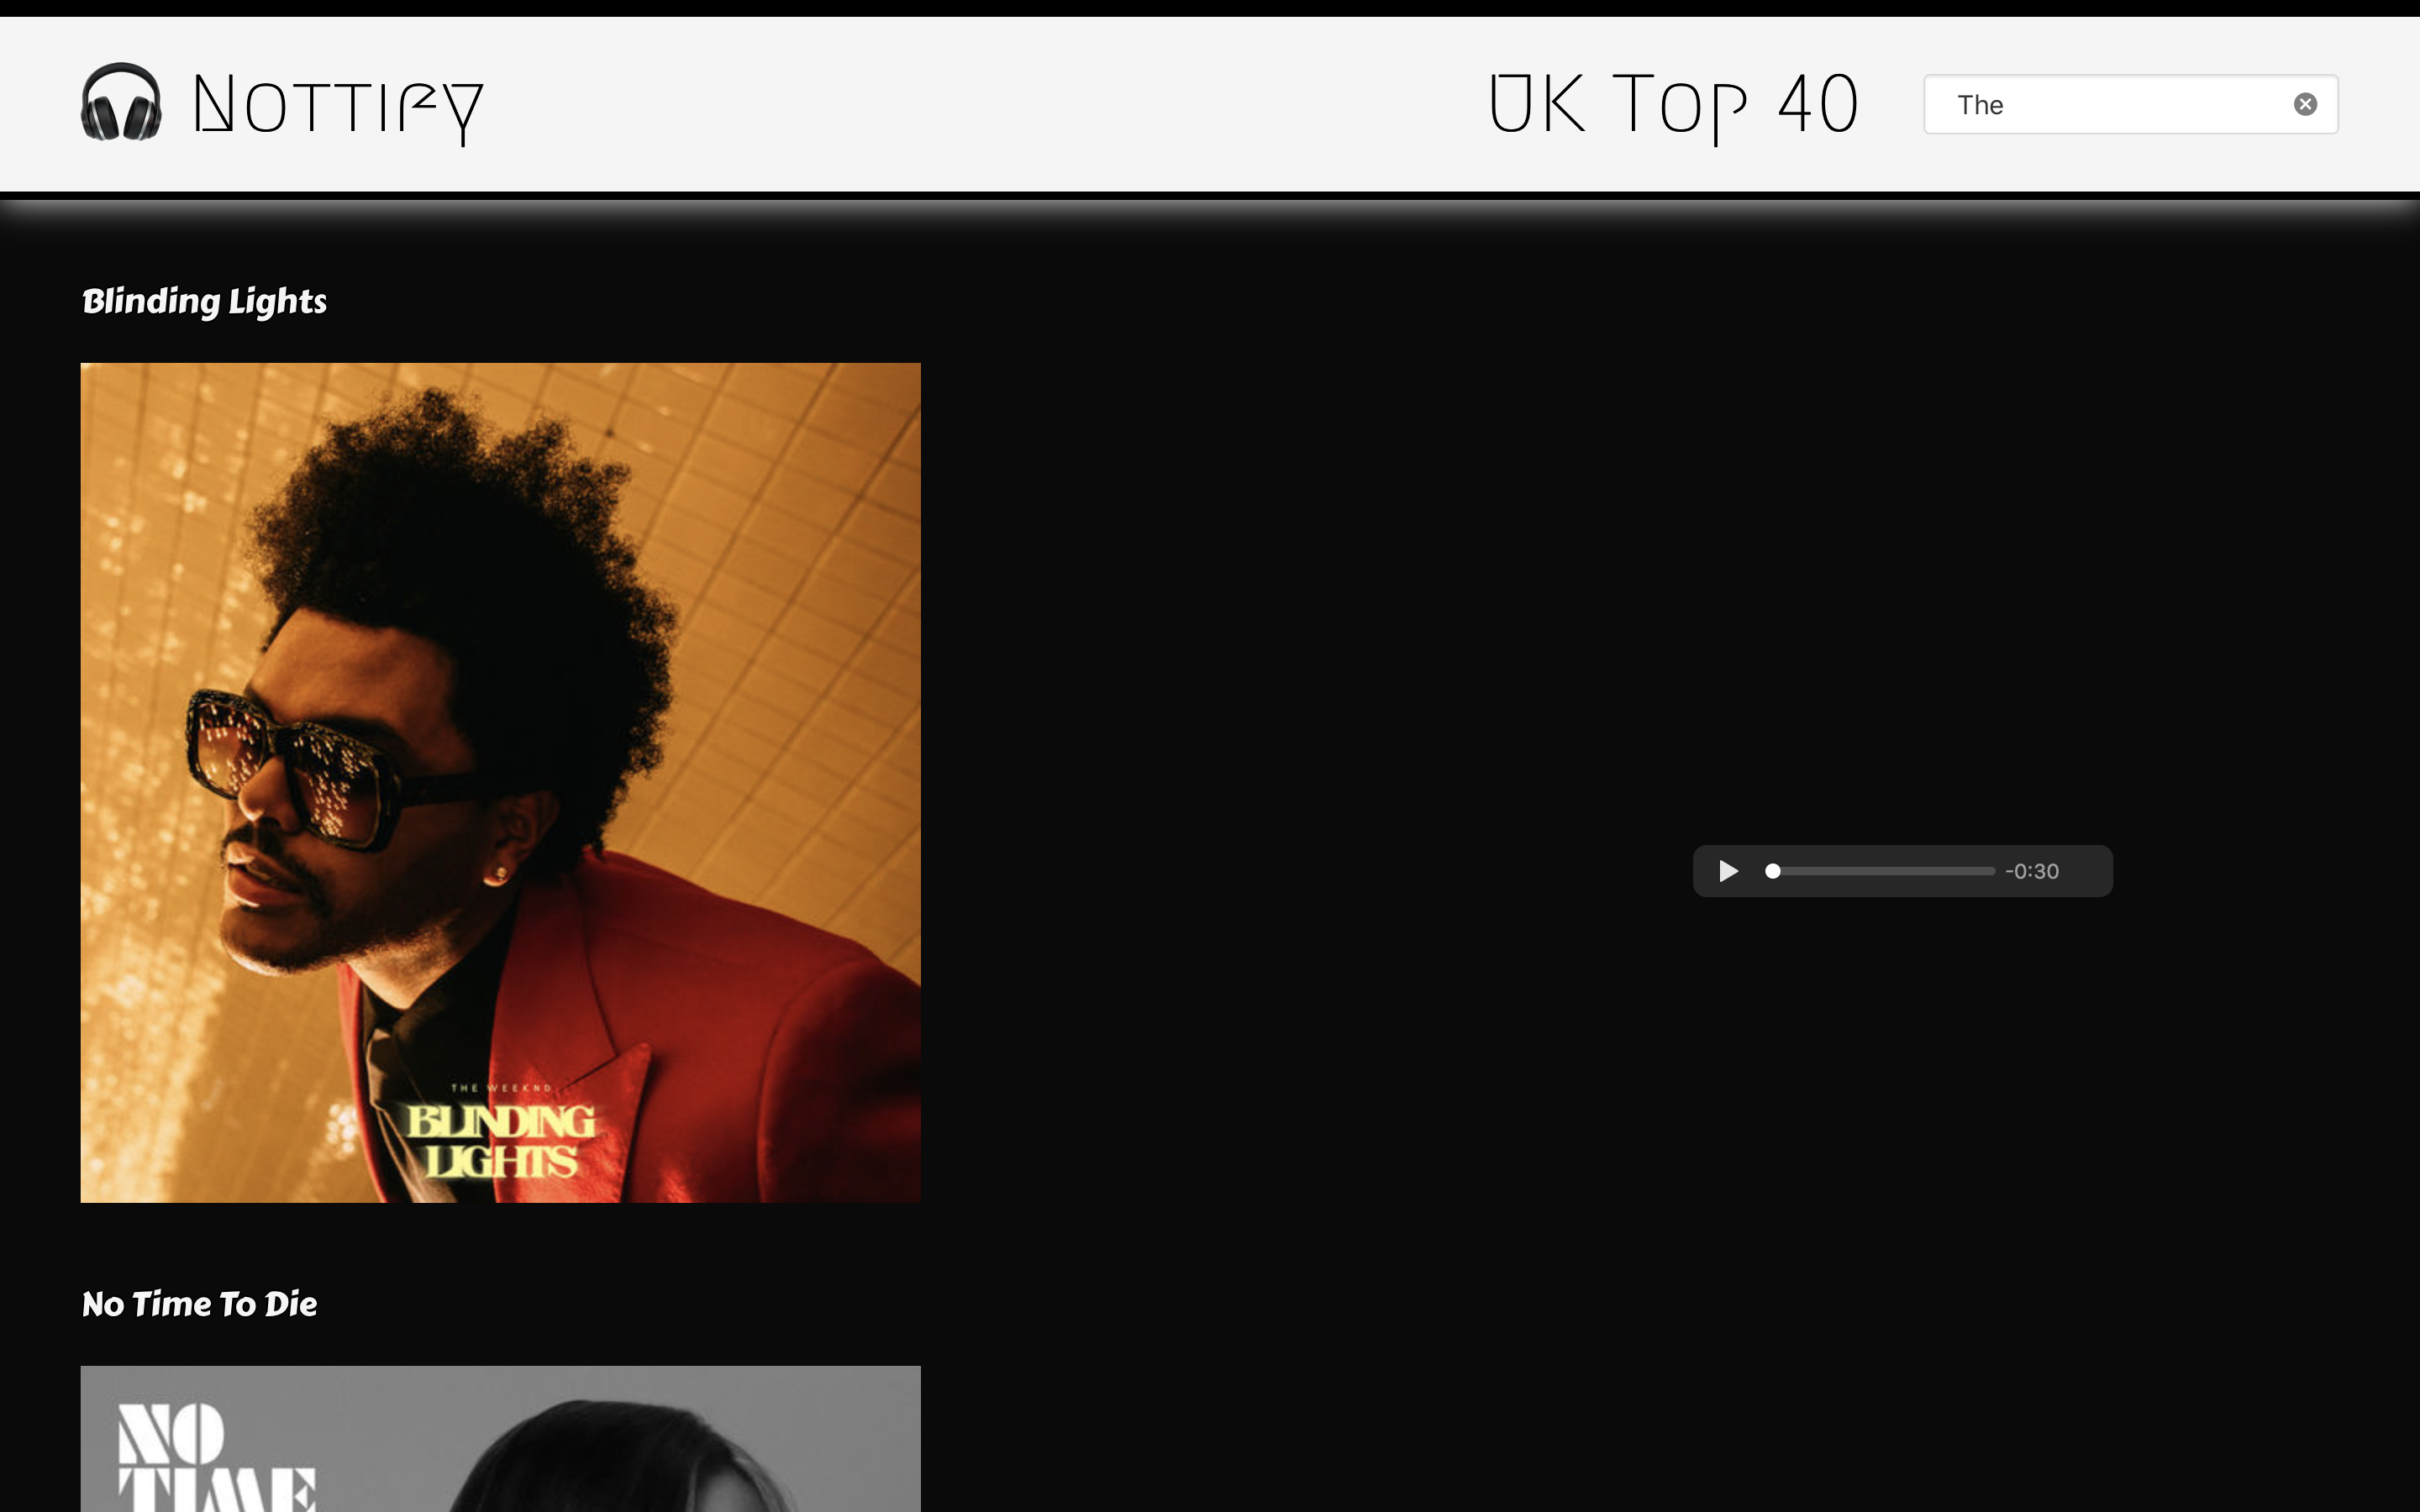 Nottify
UK Top 40
The
Blinding Lights
THE WEEKND
BLINDING
LIGHTS
-0:30
No Time To Die
NO
TIME